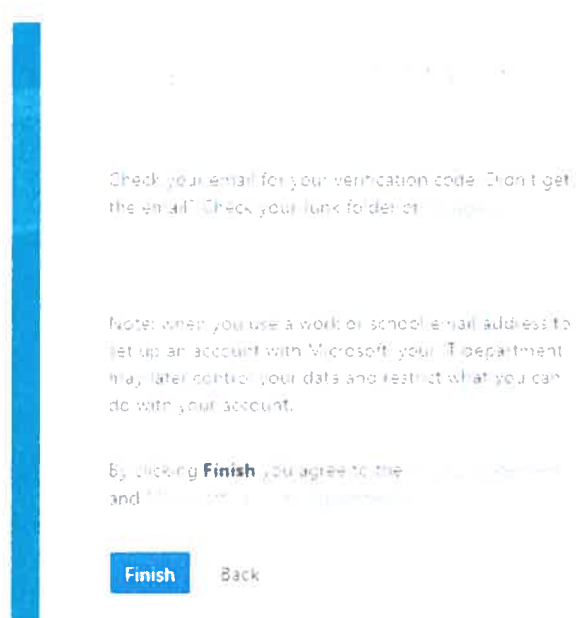 Check your email for your verification code. Didn't get
the email? Check your junk folder or
Note: when you use a work or school email address to
set up an account with Microsoft, your IT department
may later control your data and restrict what you can
do with your account.
By clicking Finish you agree to the
and
Finish Back